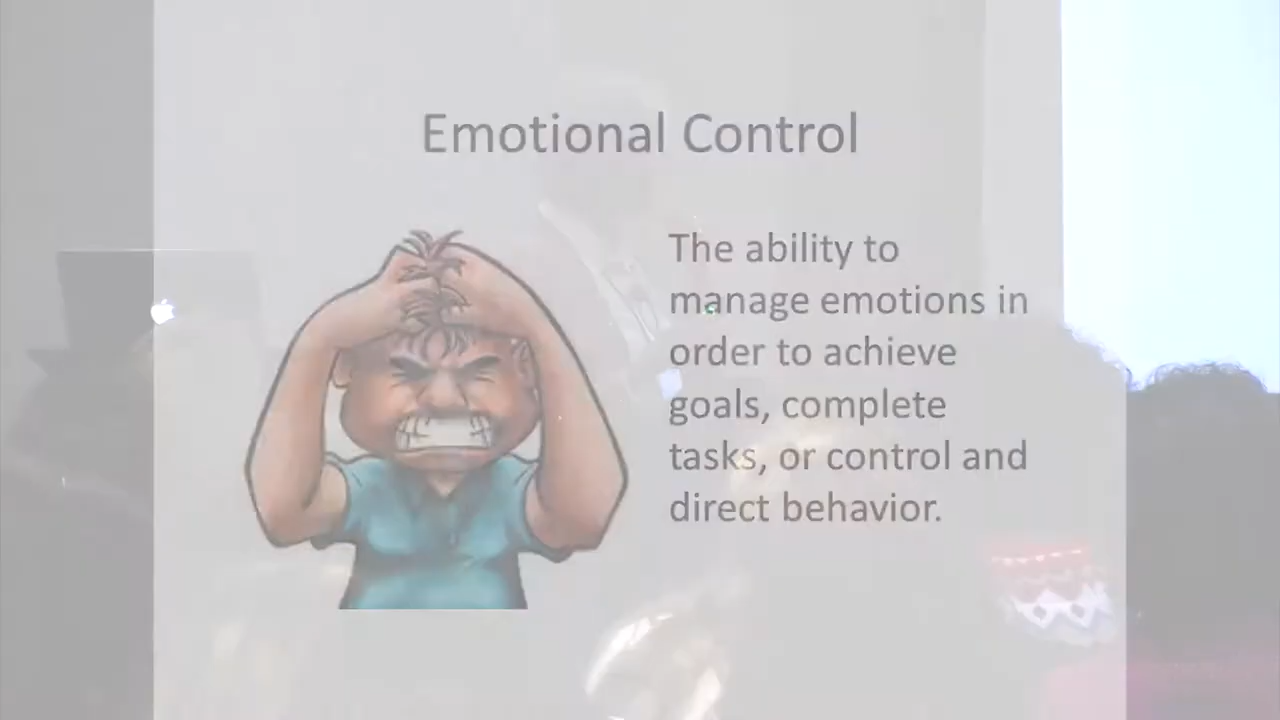 Emotional Control
The ability to
manage emotions in
order to achieve
goals, complete
tasks, or control and
direct behavior.